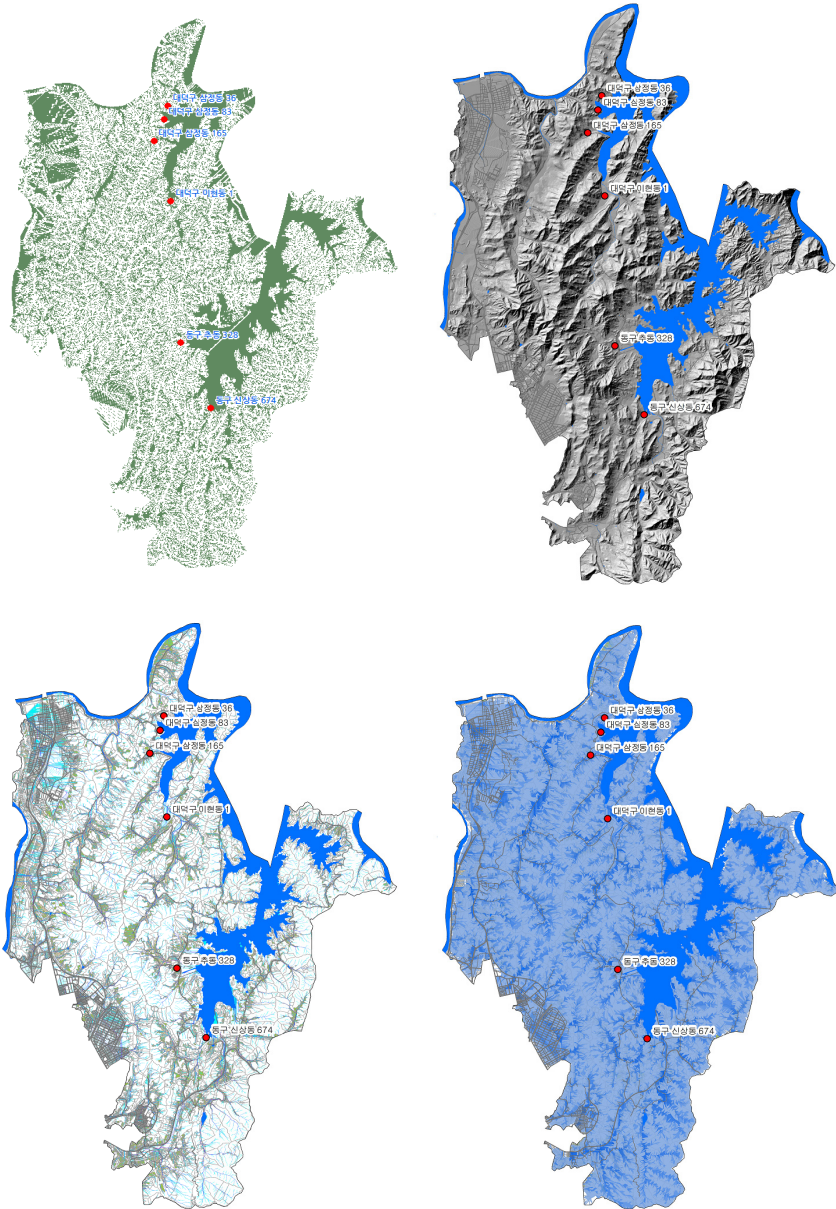 대덕구 삼정동 36
대덕구 삼정동 83
대덕구 삼정동 165
대덕구 이현동 1
동구 추동 328
동구 신상동 674
대덕구 삼정동 36
대덕구 삼정동 83
대덕구 삼정동 165
대덕구 이현동 1
동구 추동 328
동구 신상동 674
대덕구 삼정동 36
대덕구 삼정동 83
대덕구 삼정동 165
대덕구 이현동 1
동구 추동 328
동구 신상동 674
대덕구 삼정동 36
대덕구 삼정동 83
대덕구 삼정동 165
대덕구 이현동 1
동구 추동 328
동구 신상동 674